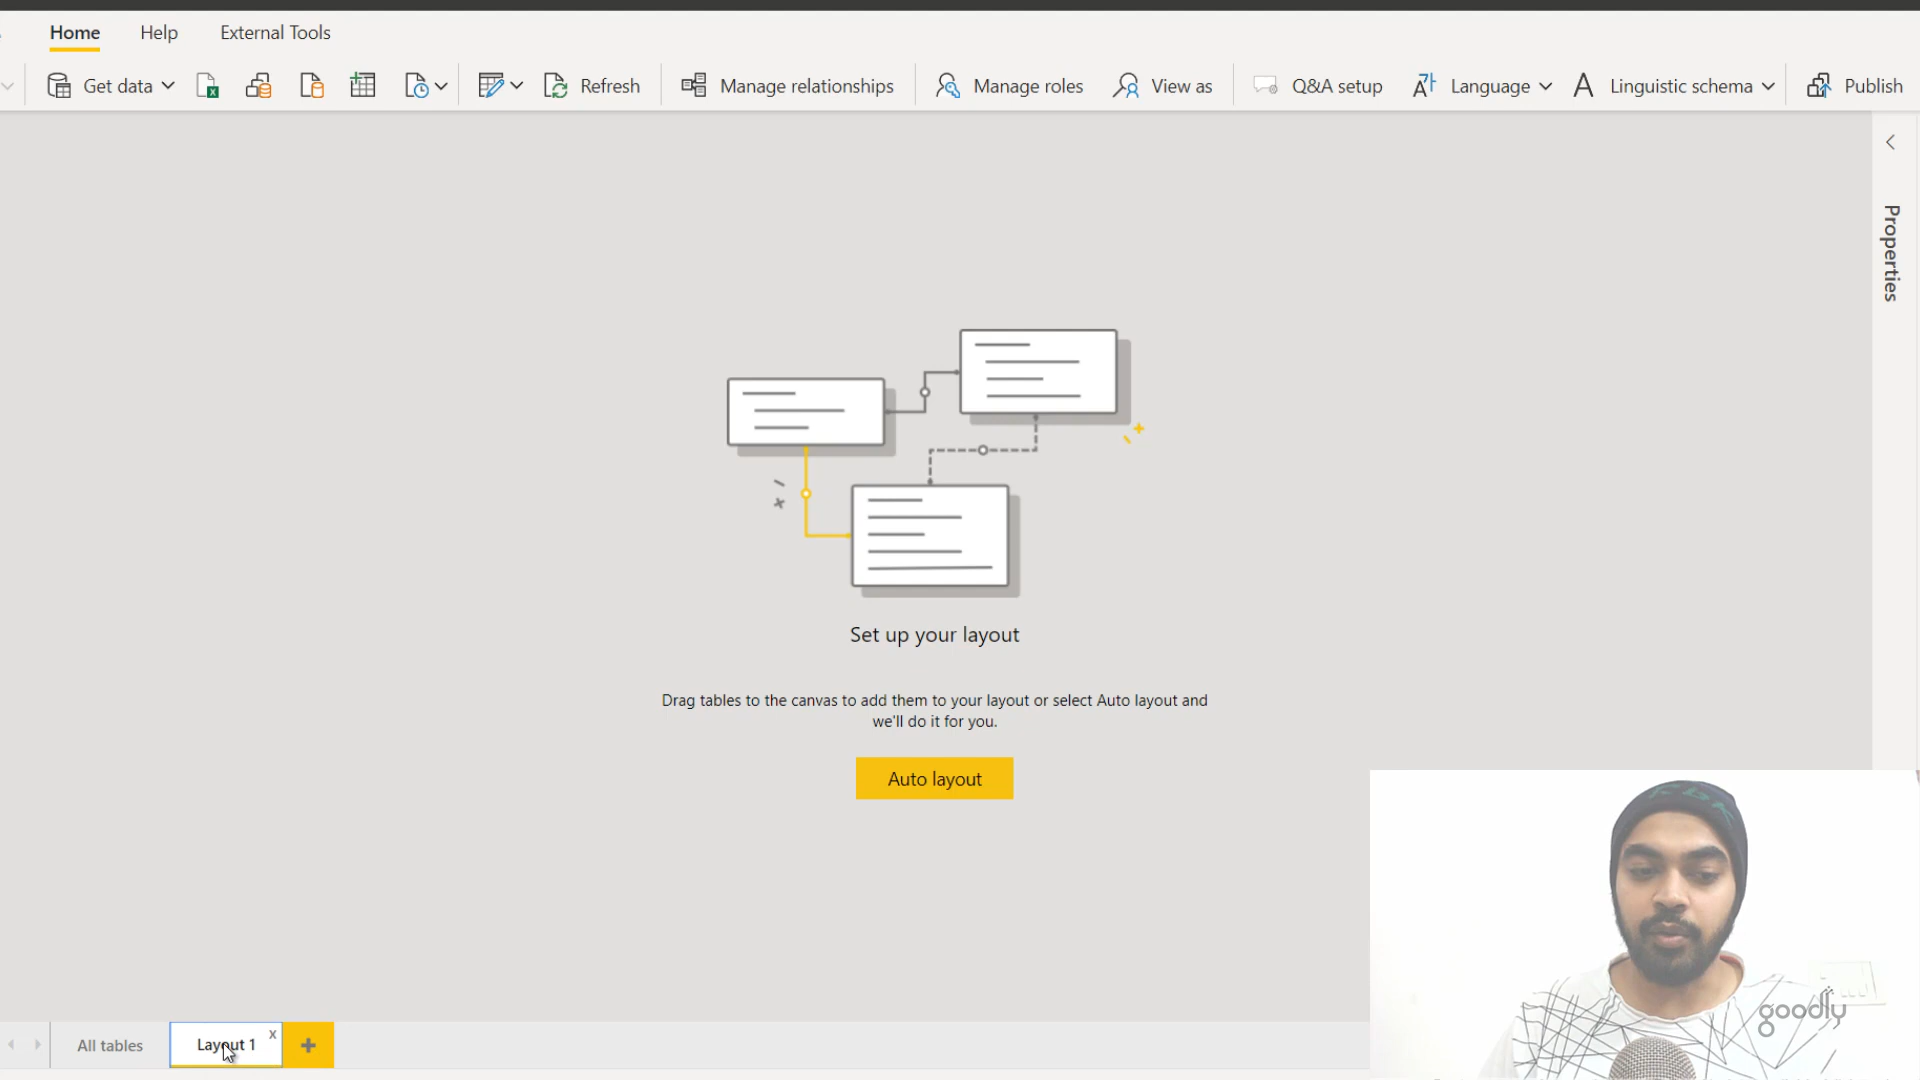 Home Help External Tools
Get data Refresh Manage relationships Manage roles View as Q&A setup Language Linguistic schema Publish
Properties
Set up your layout
Drag tables to the canvas to add them to your layout or select Auto layout and
we'll do it for you.
Auto layout
goodly
All tables Layout 1 x +